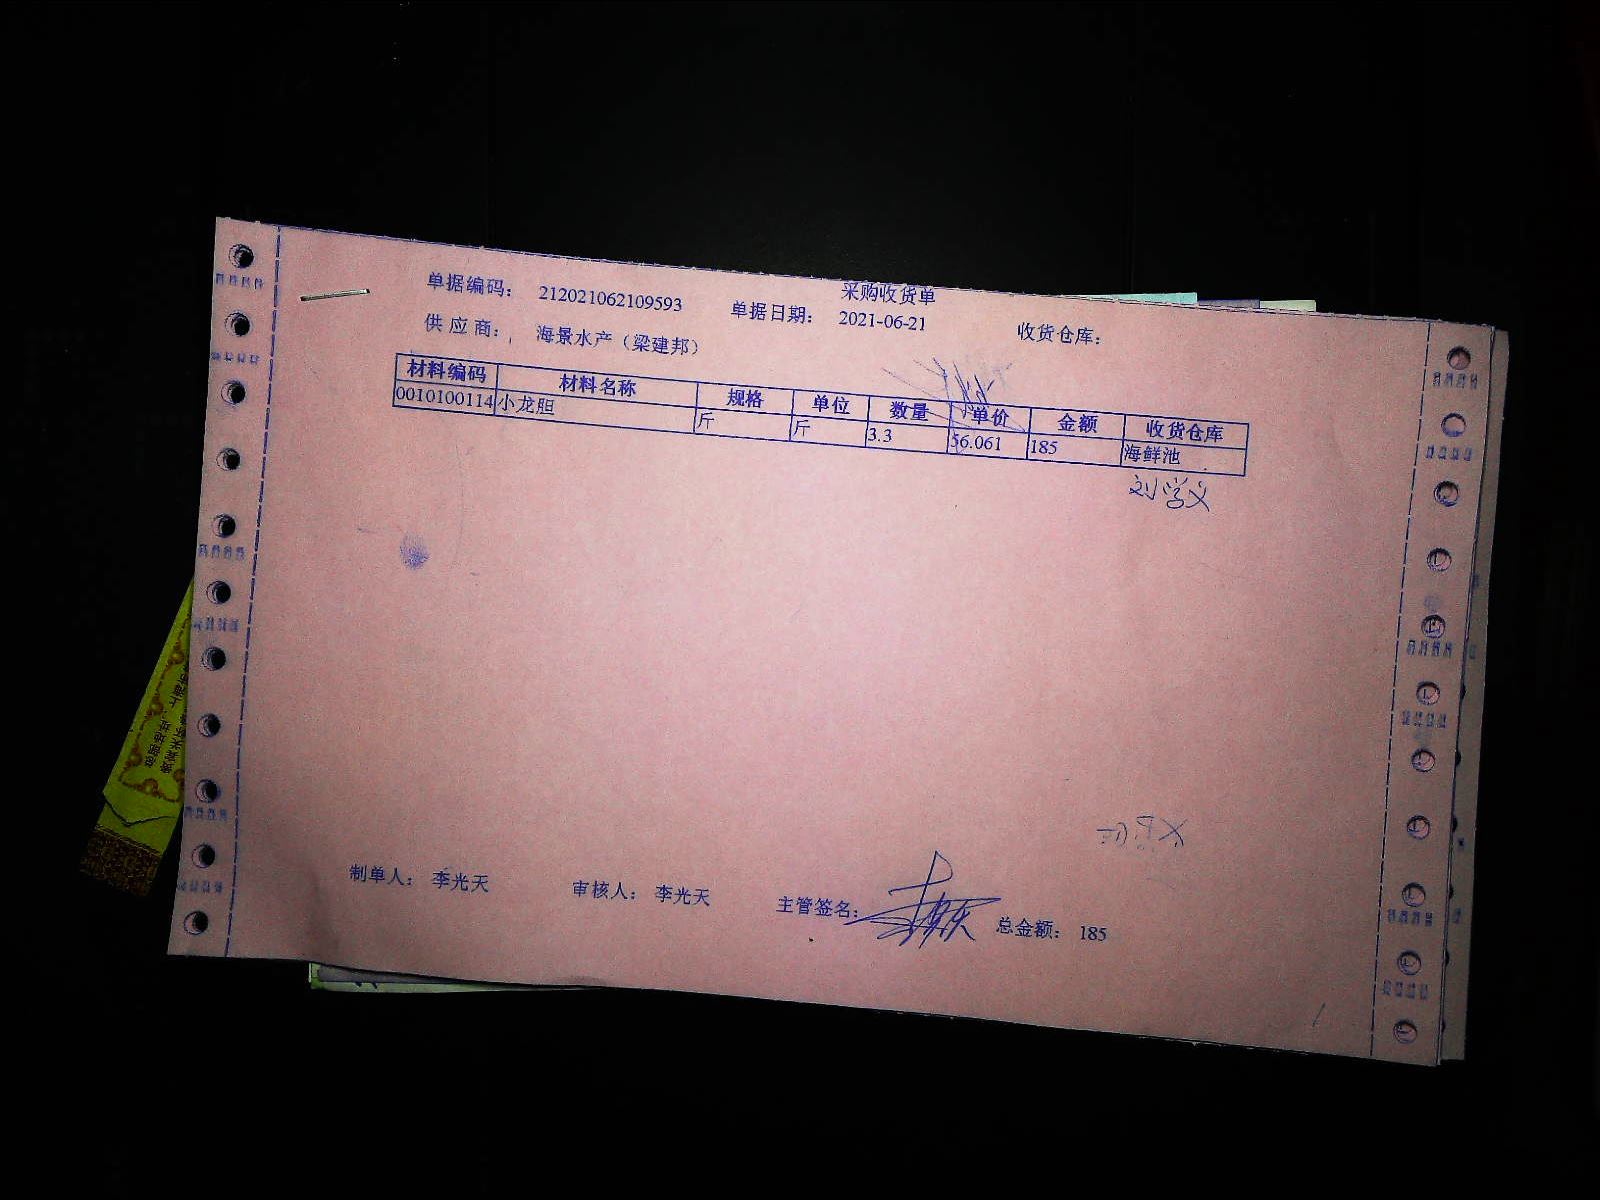 采购收货单
单据编码： 212021062109593 单据日期： 2021-06-21 收货仓库：
供应商： 海景水产（梁建邦）
材料编码 材料名称 规格 单位 数量 单价 金额 收货仓库
0010100114 小龙胆 斤 斤 3.3 56.061 185 海鲜池
刘学义
制单人： 李光天 审核人： 李光天 主管签名： 总金额： 185